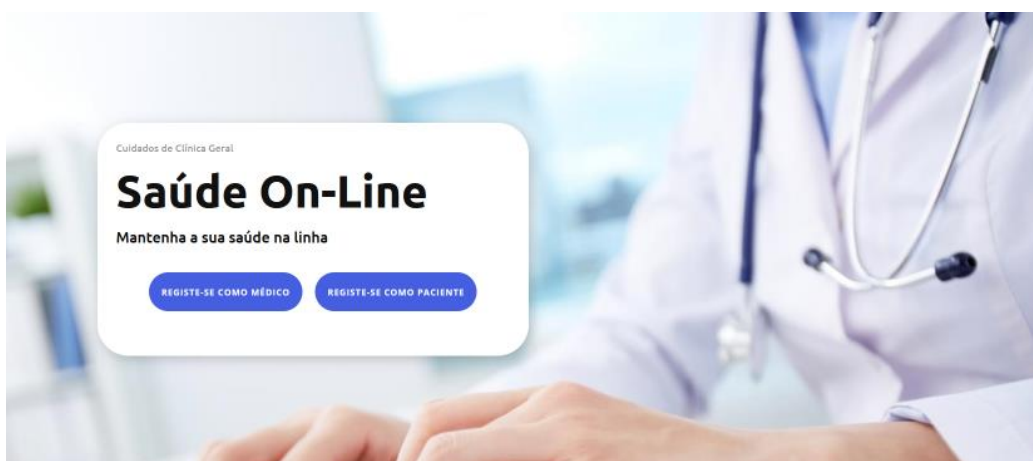 Cuidados de Clínica Geral
Saúde On-Line
Mantenha a sua saúde na linha
REGISTE-SE COMO MÉDICO
REGISTE-SE COMO PACIENTE